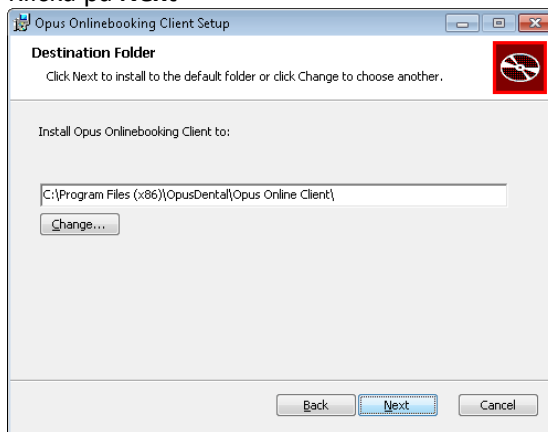 Klicka på Next
Opus Onlinebooking Client Setup
Destination Folder
Click Next to install to the default folder or click Change to choose another.
Install Opus Onlinebooking Client to:
C:\Program Files (x86)\OpusDental\Opus Online Client\
Change...
Back Next Cancel